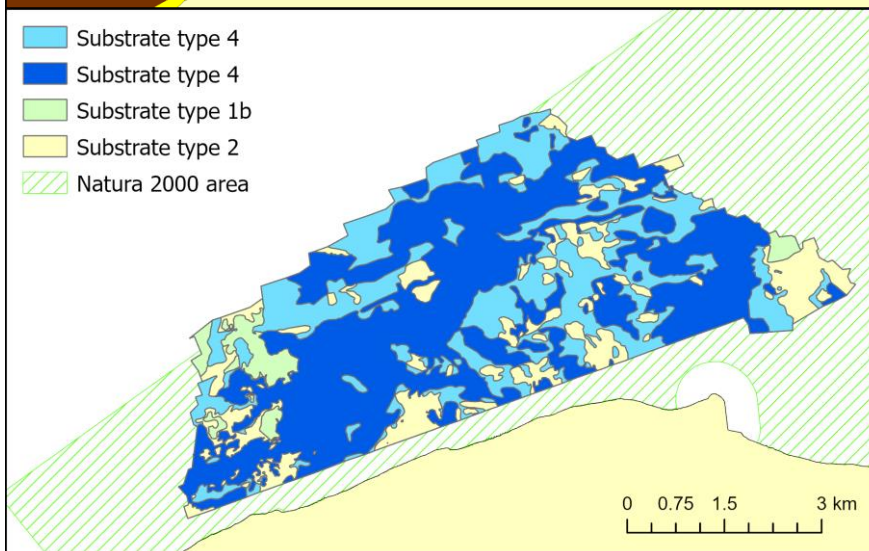 Substrate type 4
Substrate type 4
Substrate type 1b
Substrate type 2
Natura 2000 area
0 0.75 1.5 3 km